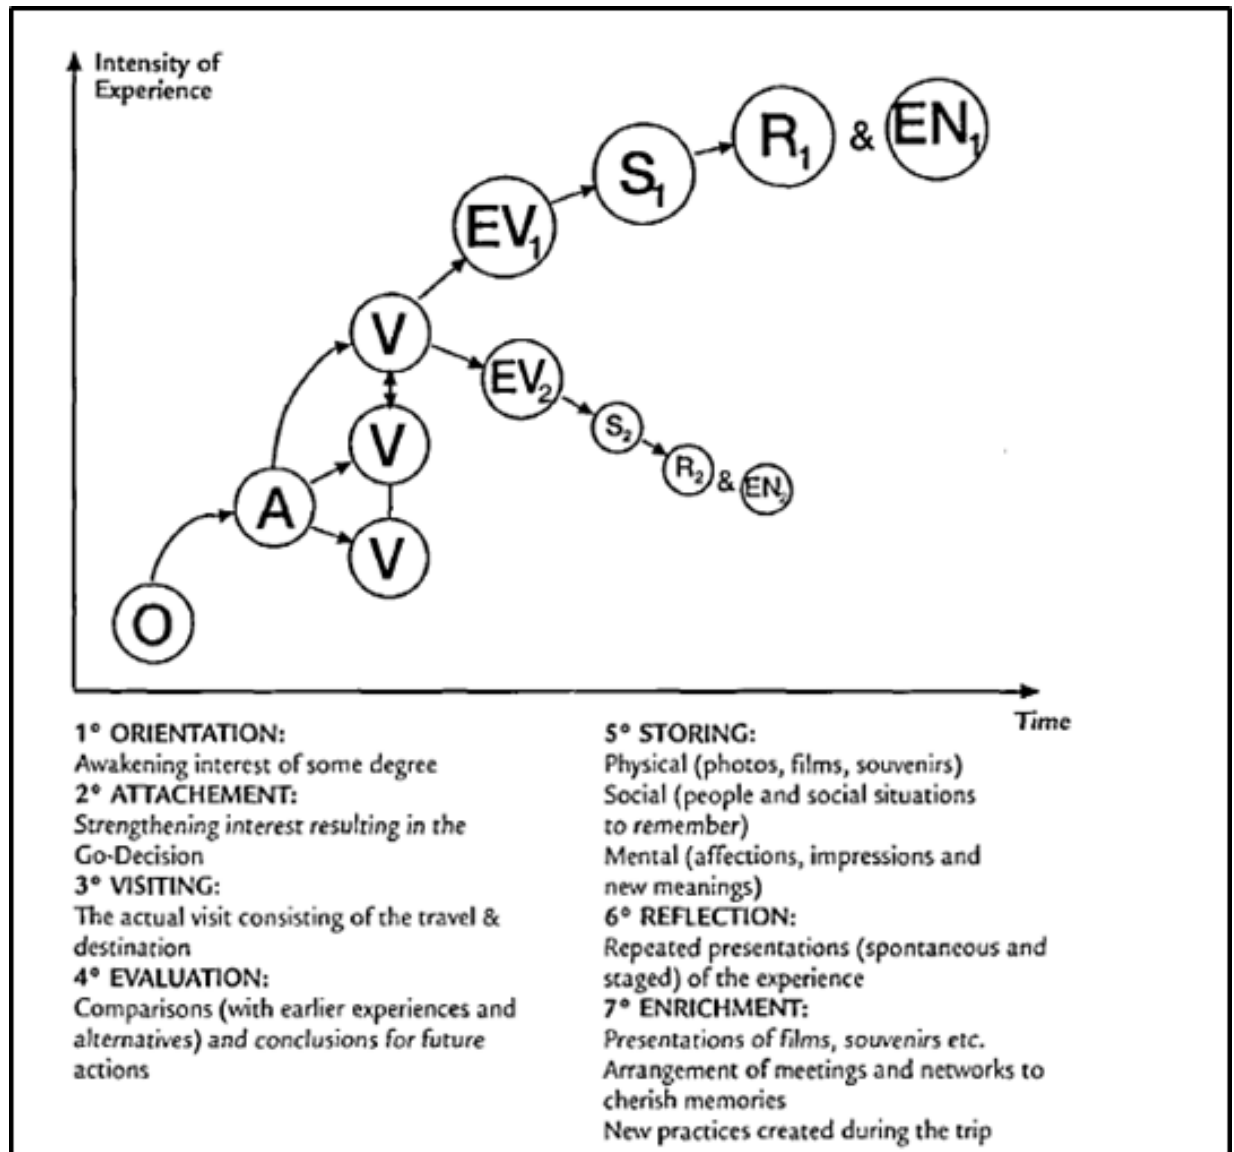 Intensity of
Experience
R1 & EN1
S1
EV1
V
EV2
V
S2
R2 & EN2
A
V
O
Time
1° ORIENTATION:
Awakening interest of some degree
2° ATTACHEMENT:
Strengthening interest resulting in the
Go-Decision
3° VISITING:
The actual visit consisting of the travel &
destination
4° EVALUATION:
Comparisons (with earlier experiences and
alternatives) and conclusions for future
actions
5° STORING:
Physical (photos, films, souvenirs)
Social (people and social situations
to remember)
Mental (affections, impressions and
new meanings)
6° REFLECTION:
Repeated presentations (spontaneous and
staged) of the experience
7° ENRICHMENT:
Presentations of films, souvenirs etc.
Arrangement of meetings and networks to
cherish memories
New practices created during the trip